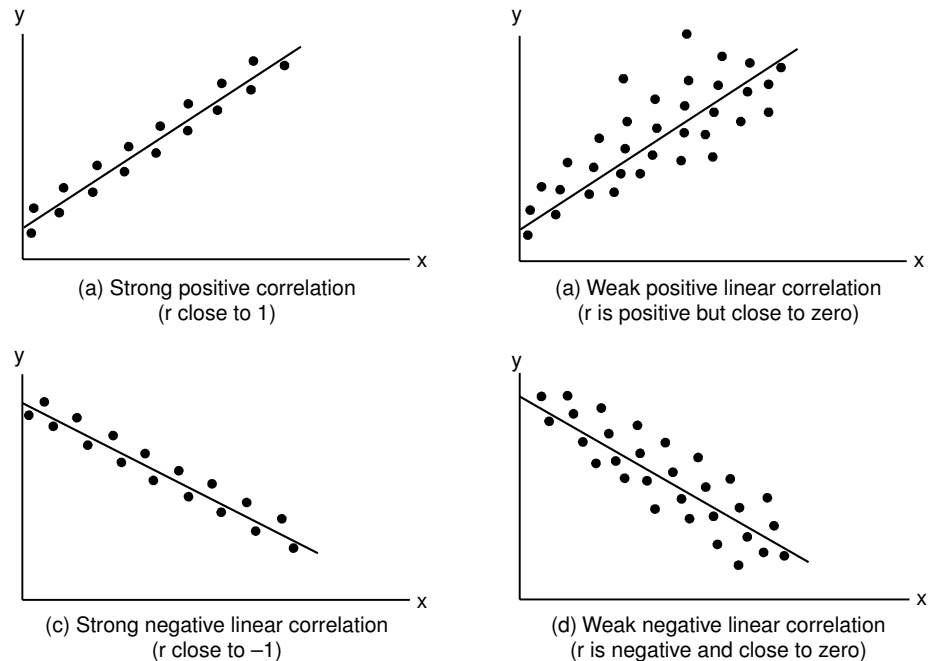 y
x
(a) Strong positive correlation
(r close to 1)
y
x
(a) Weak positive linear correlation
(r is positive but close to zero)
y
x
(c) Strong negative linear correlation
(r close to –1)
y
x
(d) Weak negative linear correlation
(r is negative and close to zero)